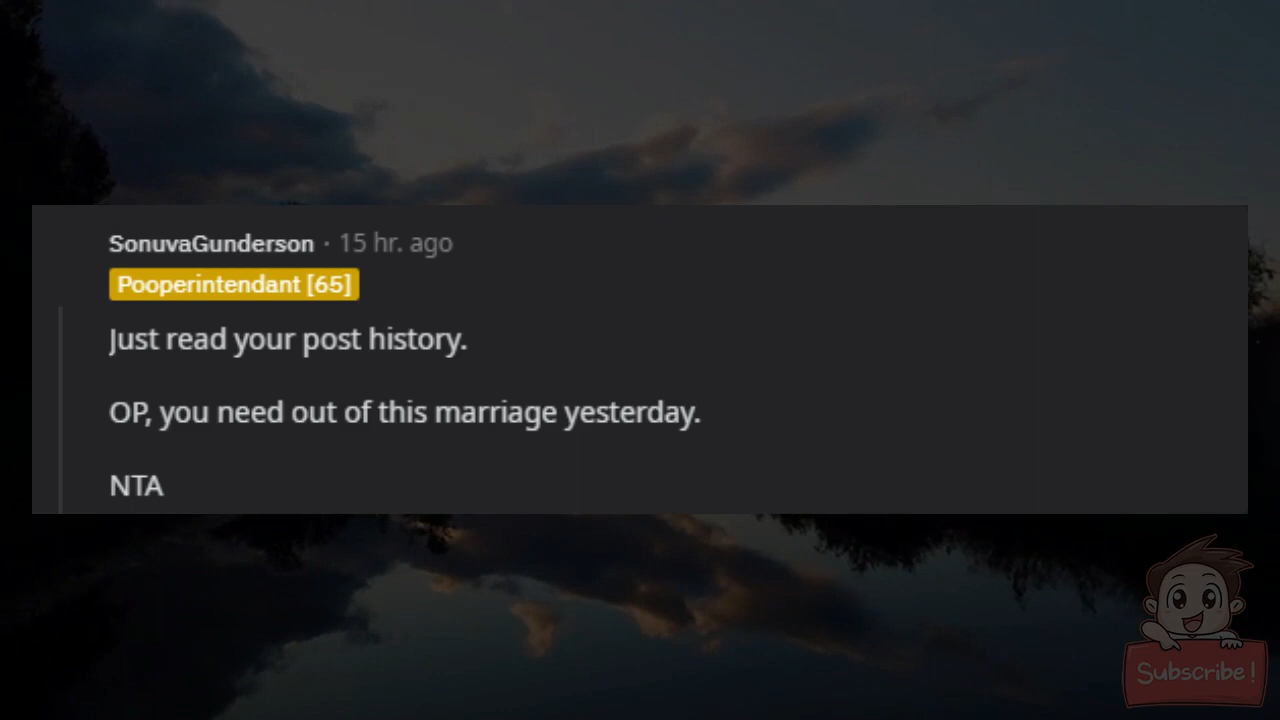 SonuvaGunderson · 15 hr. ago
Pooperintendant [65]
Just read your post history.
OP, you need out of this marriage yesterday.
NTA
Subscribe!